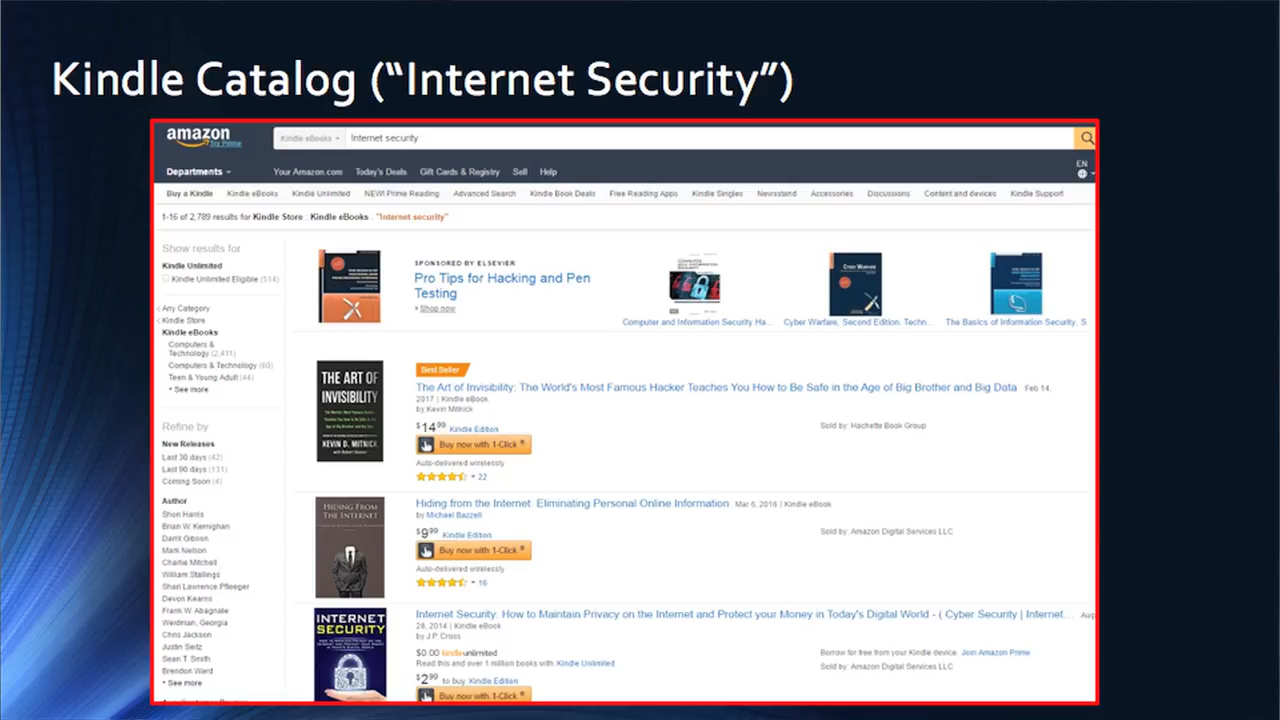 Kindle Catalog (“Internet Security”)
amazon
Try Prime
Kindle eBooks
Internet security
EN
Departments
Your Amazon.com Today's Deals Gift Cards & Registry Sell Help
Buy a Kindle Kindle eBooks Kindle Unlimited NEW! Prime Reading Advanced Search Kindle Book Deals Free Reading Apps Kindle Singles Newsstand Accessories Discussions Content and devices Kindle Support
1-16 of 2,789 results for Kindle Store : Kindle eBooks : "Internet security"
Show results for
Kindle Unlimited
Kindle Unlimited Eligible (514)
‹ Any Category
‹ Kindle Store
Kindle eBooks
Computers &
Technology (2,411)
Computers & Technology (60)
Teen & Young Adult (44)
See more
Refine by
New Releases
Last 30 days (42)
Last 90 days (131)
Coming Soon (4)
Author
Shon Harris
Brian W. Kernighan
Darril Gibson
Mark Nelson
Charlie Mitchell
William Stallings
Shari Lawrence Pfleeger
Devon Kearns
Frank W. Abagnale
Weidman, Georgia
Chris Jackson
Justin Seitz
Sean T. Smith
Brendan Ward
See more
SPONSORED BY ELSEVIER
Pro Tips for Hacking and Pen
Testing
Shop now
Computer and Information Security Ha...
CYBER WARFARE
Cyber Warfare, Second Edition: Techn...
The Basics of Information Security, S
THE ART OF
INVISIBILITY
KEVIN D. MITNICK
Best Seller
The Art of Invisibility: The World's Most Famous Hacker Teaches You How to Be Safe in the Age of Big Brother and Big Data Feb 14,
2017 | Kindle eBook
by Kevin Mitnick
$14.99 Kindle Edition
Buy now with 1-Click ®
Auto-delivered wirelessly
22
Sold by: Hachette Book Group
HIDING FROM
THE INTERNET
Hiding from the Internet: Eliminating Personal Online Information Mar 6, 2016 | Kindle eBook
by Michael Bazzell
$9.99 Kindle Edition
Buy now with 1-Click ®
Auto-delivered wirelessly
16
Sold by: Amazon Digital Services LLC
INTERNET
SECURITY
Internet Security: How to Maintain Privacy on the Internet and Protect your Money in Today's Digital World - ( Cyber Security | Internet... Aug
28, 2014 | Kindle eBook
by J.P. Cross
$0.00 kindleunlimited
Read this and over 1 million books with Kindle Unlimited
$2.99 to buy Kindle Edition
Buy now with 1-Click ®
Borrow for free from your Kindle device. Join Amazon Prime
Sold by: Amazon Digital Services LLC